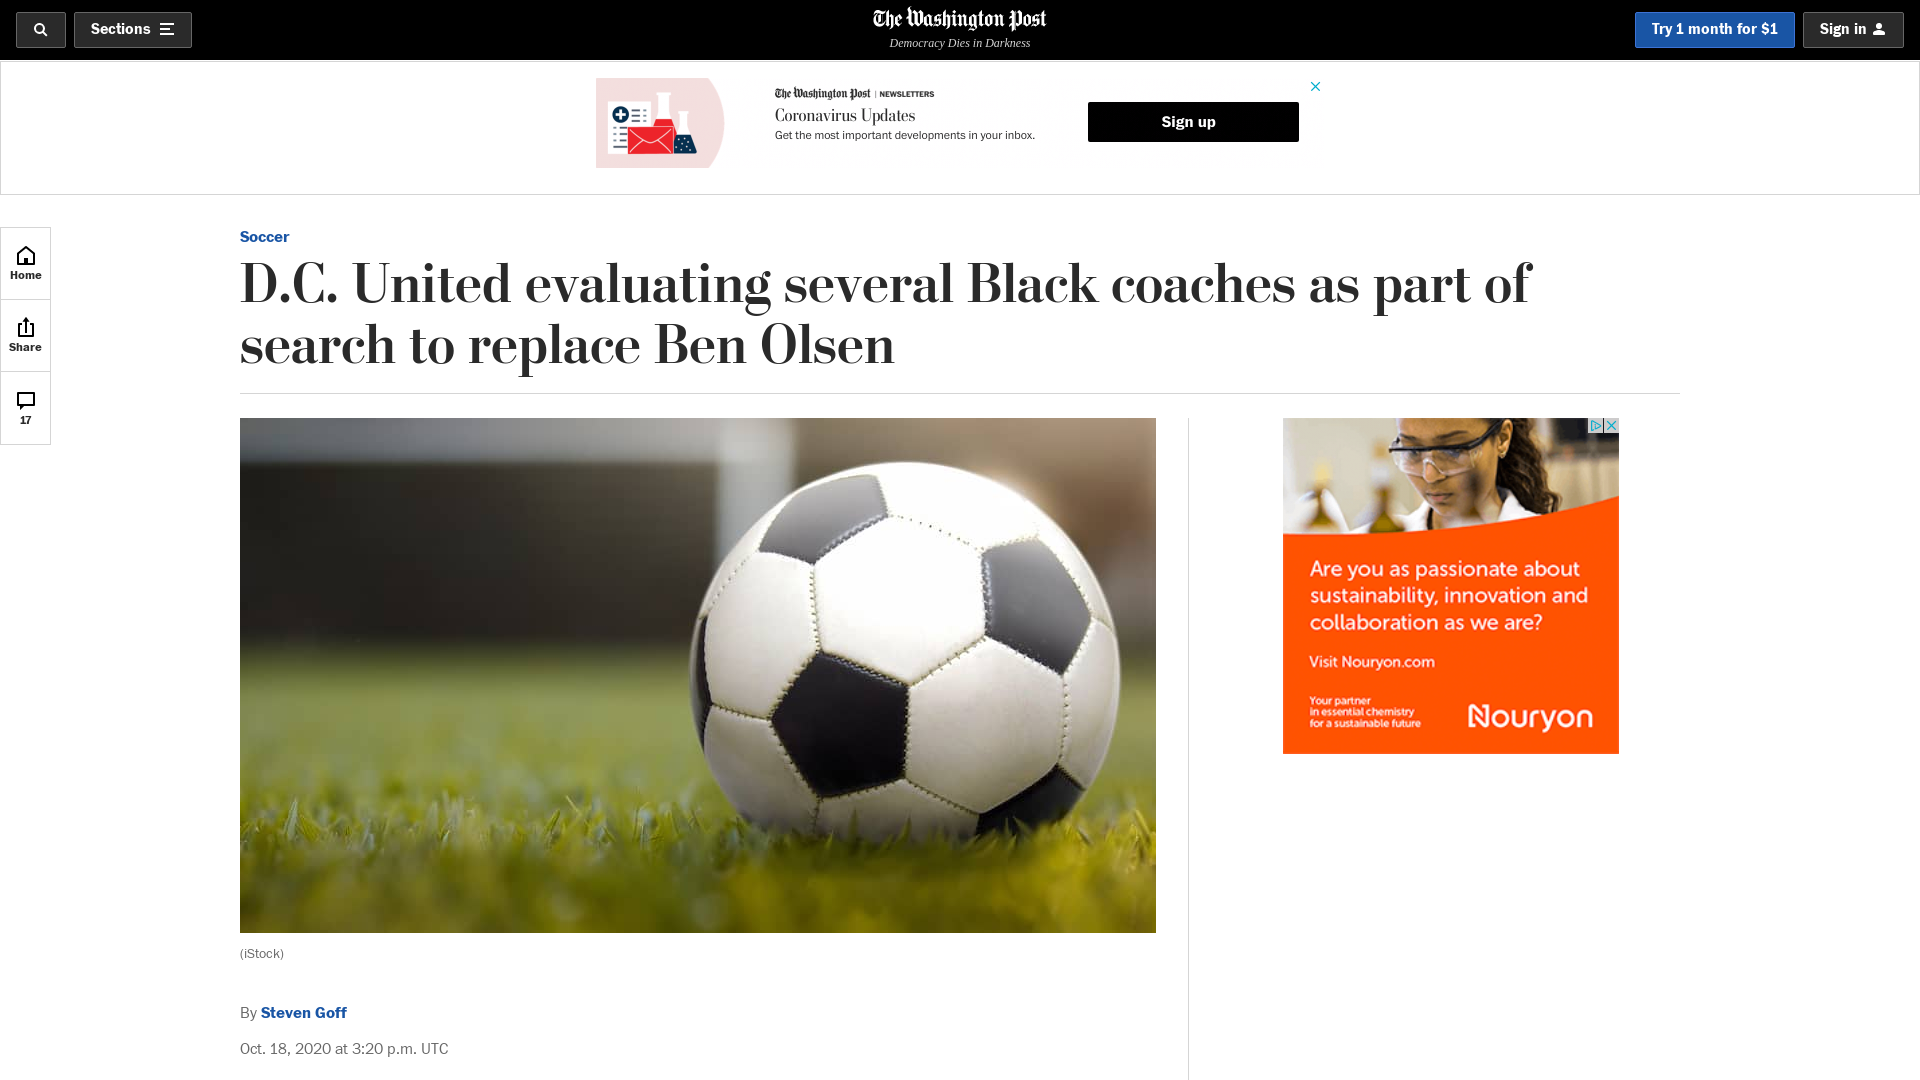 Sections
The Washington Post
Democracy Dies in Darkness
Try 1 month for $1
Sign in
The Washington Post | NEWSLETTERS
Coronavirus Updates
Get the most important developments in your inbox.
Sign up
Home
Share
17
Soccer
D.C. United evaluating several Black coaches as part of
search to replace Ben Olsen
Are you as passionate about
sustainability, innovation and
collaboration as we are?
Visit Nouryon.com
Your partner
in essential chemistry
for a sustainable future
Nouryon
(iStock)
By Steven Goff
Oct. 18, 2020 at 3:20 p.m. UTC